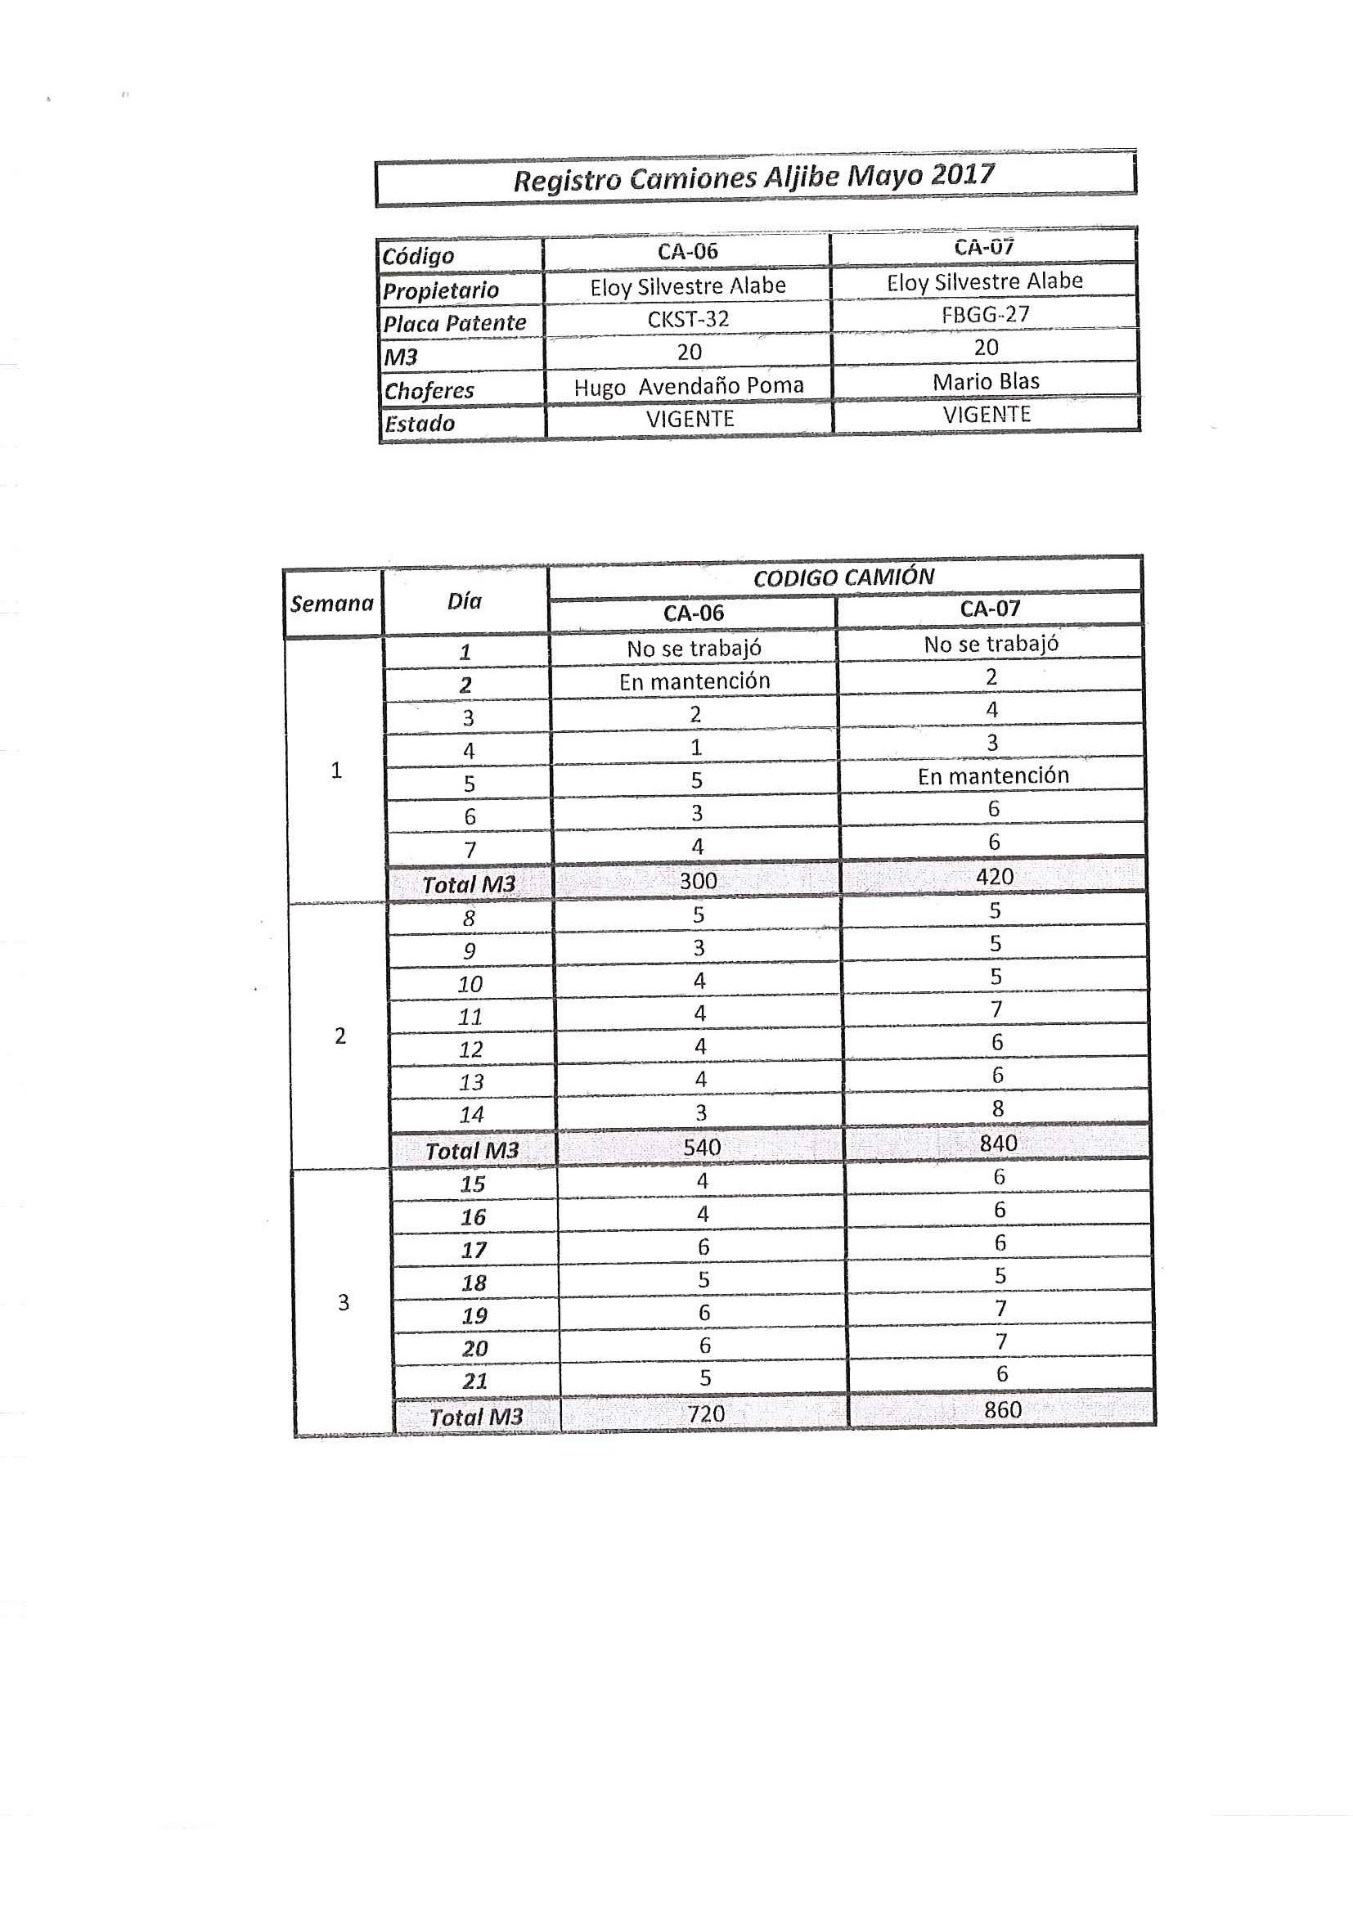 Registro Camiones Aljibe Mayo 2017
Código CA-06 CA-07
Propietario Eloy Silvestre Alabe Eloy Silvestre Alabe
Placa Patente CKST-32 FBGG-27
M3 20 20
Choferes Hugo Avendaño Poma Mario Blas
Estado VIGENTE VIGENTE
Semana Día CODIGO CAMIÓN
CA-06 CA-07
1
1 No se trabajó No se trabajó
2 En mantención 2
3 2 4
4 1 3
5 5 En mantención
6 3 6
7 4 6
Total M3 300 420
2
8 5 5
9 3 5
10 4 5
11 4 7
12 4 6
13 4 6
14 3 8
Total M3 540 840
3
15 4 6
16 4 6
17 6 6
18 5 5
19 6 7
20 6 7
21 5 6
Total M3 720 860